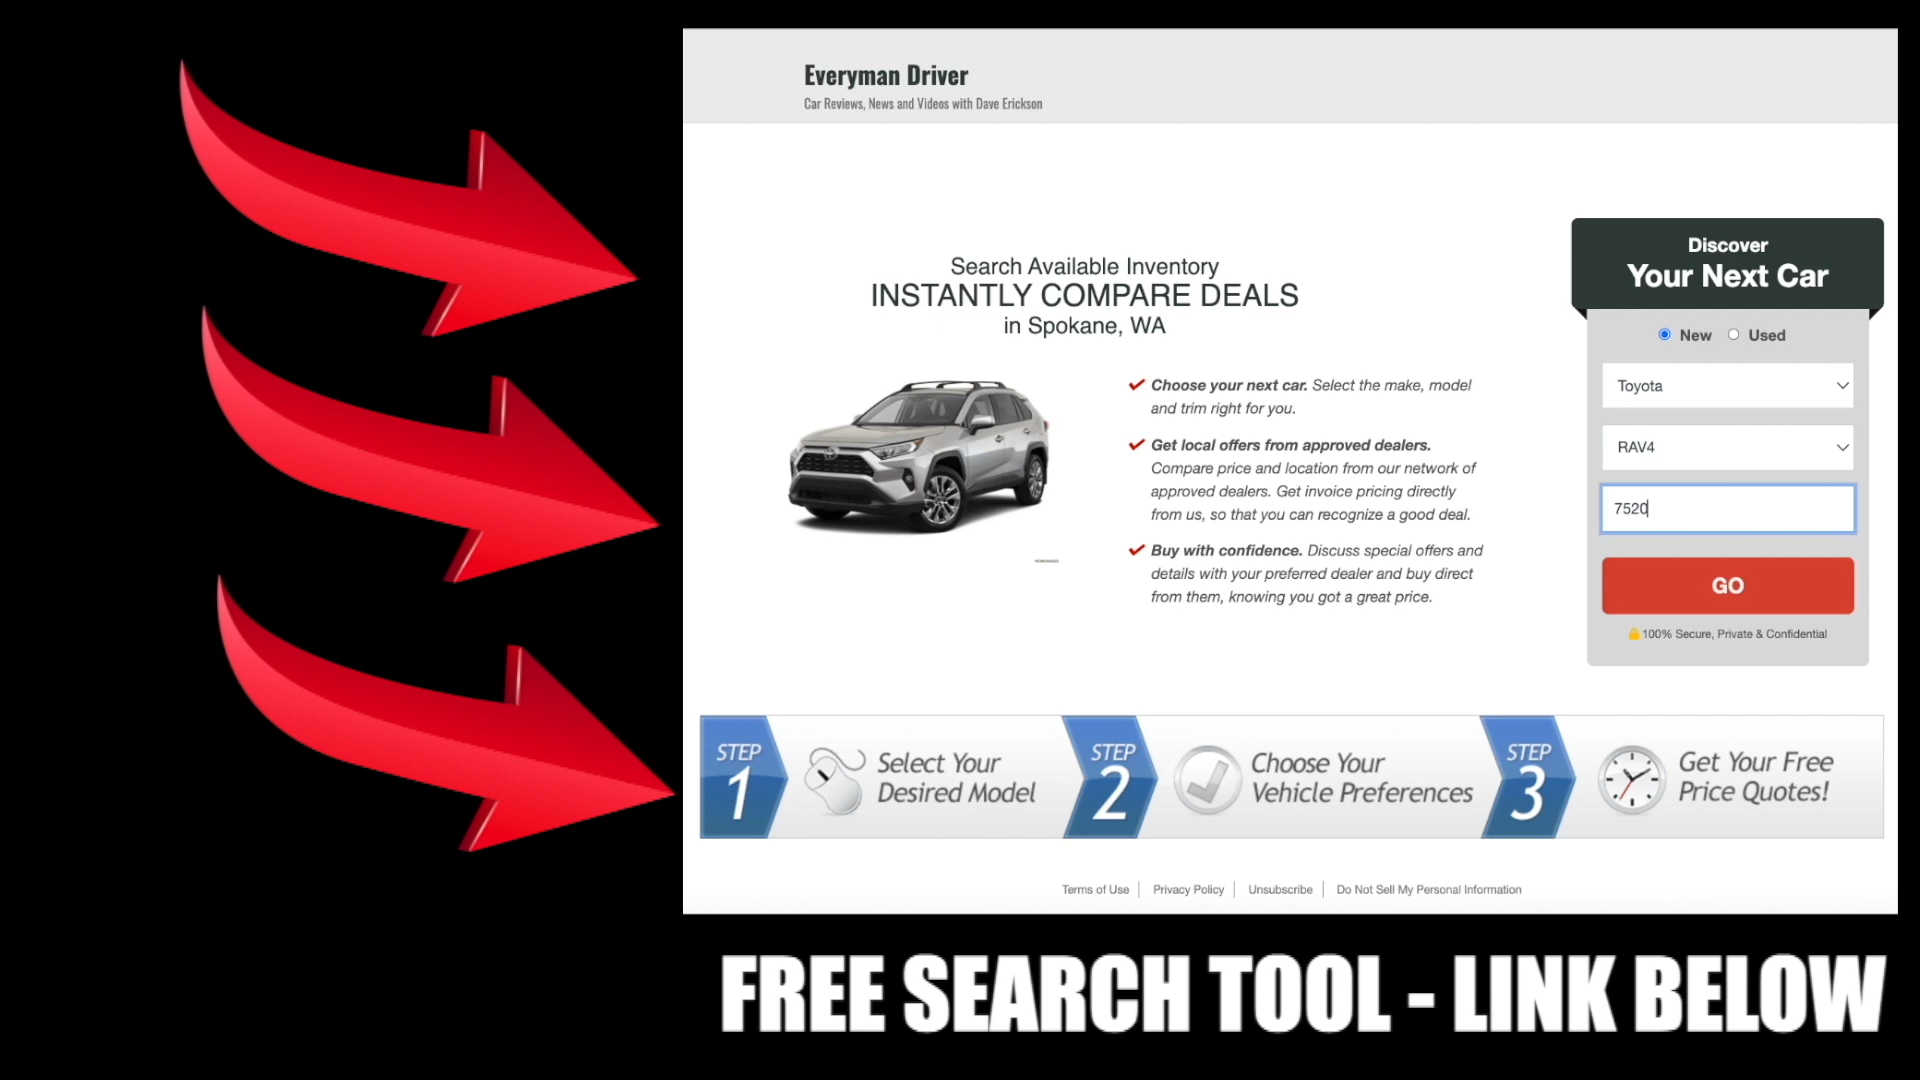 Everyman Driver
Car Reviews, News and Videos with Dave Erickson
Search Available Inventory
INSTANTLY COMPARE DEALS
in Spokane, WA
Choose your next car. Select the make, model
and trim right for you.
Get local offers from approved dealers.
Compare price and location from our network of
approved dealers. Get invoice pricing directly
from us, so that you can recognize a good deal.
Buy with confidence. Discuss special offers and
details with your preferred dealer and buy direct
from them, knowing you got a great price.
Discover
Your Next Car
New Used
Toyota
RAV4
7520
GO
100% Secure, Private & Confidential
STEP
1
Select Your
Desired Model
STEP
2
Choose Your
Vehicle Preferences
STEP
3
Get Your Free
Price Quotes!
Terms of Use | Privacy Policy | Unsubscribe | Do Not Sell My Personal Information
FREE SEARCH TOOL - LINK BELOW